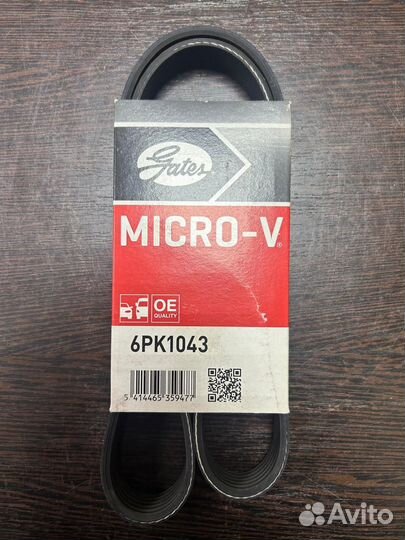 Gates
MICRO-V®
OE
QUALITY
6PK1043
5 414465 359477
Avito